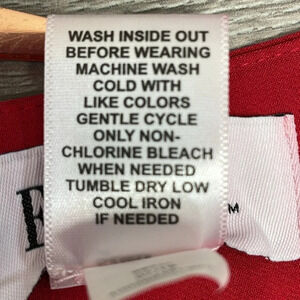 WASH INSIDE OUT
BEFORE WEARING
MACHINE WASH
COLD WITH
LIKE COLORS
GENTLE CYCLE
ONLY NON-
CHLORINE BLEACH
WHEN NEEDED
TUMBLE DRY LOW
COOL IRON
IF NEEDED
M